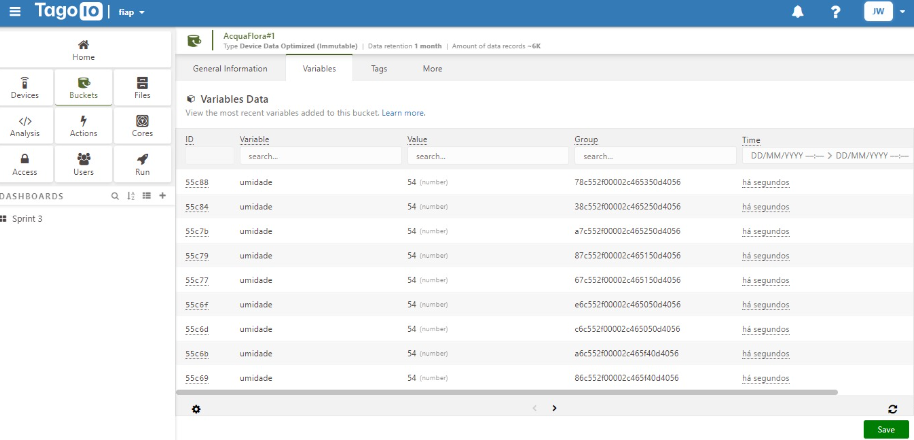 TagoIO fiap JW
AcquaFlora#1
Type Device Data Optimized (Immutable) | Data retention 1 month | Amount of data records ~6K
Home
Devices Buckets Files
Analysis Actions Cores
Access Users Run
DASHBOARDS
Sprint 3
General Information Variables Tags More
Variables Data
View the most recent variables added to this bucket. Learn more.
ID Variable Value Group Time
search... search... search... DD/MM/YYYY --:-- > DD/MM/YYYY --:--
55c88 umidade 54 (number) 78c552f00002c465350d4056 há segundos
55c84 umidade 54 (number) 38c552f00002c465250d4056 há segundos
55c7b umidade 54 (number) a7c552f00002c465250d4056 há segundos
55c79 umidade 54 (number) 87c552f00002c465150d4056 há segundos
55c77 umidade 54 (number) 67c552f00002c465150d4056 há segundos
55c6f umidade 54 (number) e6c552f00002c465050d4056 há segundos
55c6d umidade 54 (number) c6c552f00002c465050d4056 há segundos
55c6b umidade 54 (number) a6c552f00002c465f40d4056 há segundos
55c69 umidade 54 (number) 86c552f00002c465f40d4056 há segundos
Save